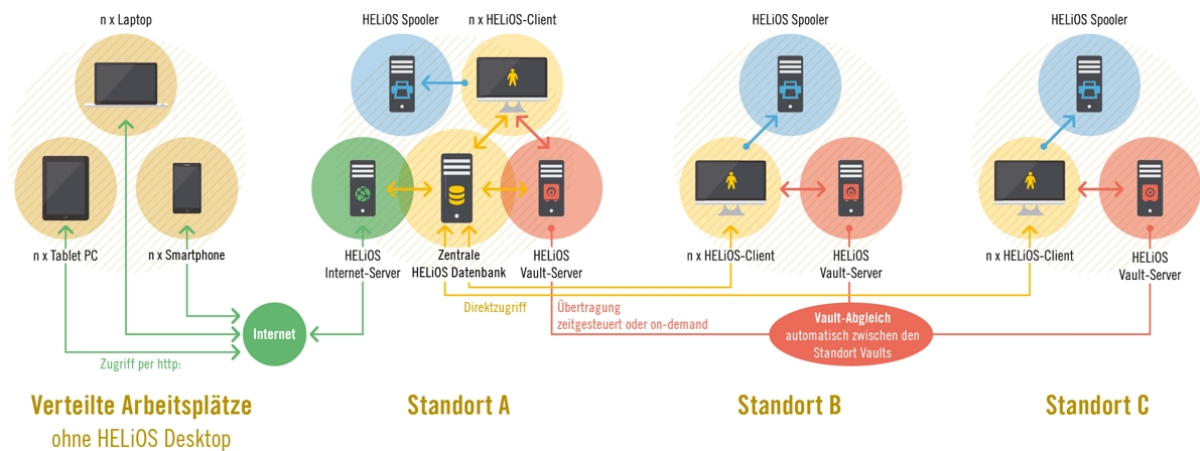 n x Laptop
n x Tablet PC
n x Smartphone
Internet
Zugriff per http:
Verteilte Arbeitsplätze
ohne HELiOS Desktop
HELiOS Spooler
n x HELiOS-Client
HELiOS
Internet-Server
Zentrale
HELiOS Datenbank
HELiOS
Vault-Server
Direktzugriff
Übertragung
zeitgesteuert oder on-demand
Standort A
HELiOS Spooler
n x HELiOS-Client
HELiOS
Vault-Server
Vault-Abgleich
automatisch zwischen den
Standort Vaults
Standort B
HELiOS Spooler
n x HELiOS-Client
HELiOS
Vault-Server
Standort C